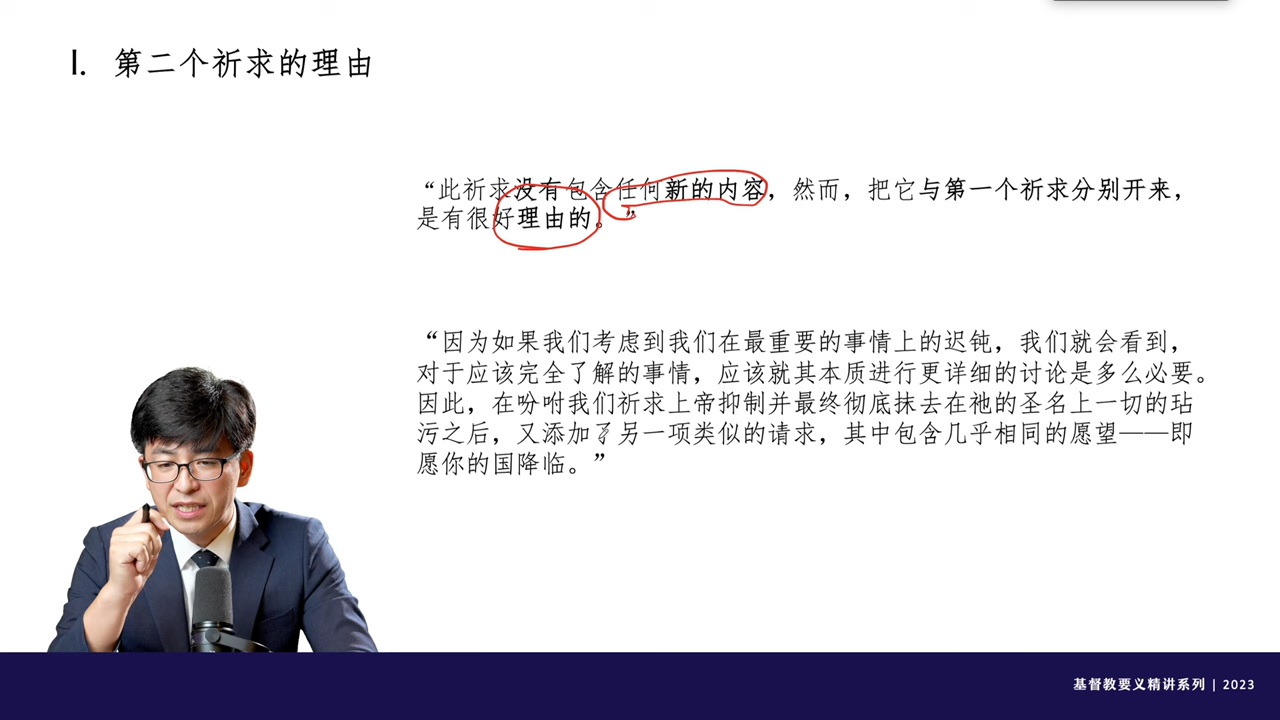 I. 第二个祈求的理由
“此祈求没有包含任何新的内容，然而，把它与第一个祈求分别开来，
是有很好理由的。”
“因为如果我们考虑到我们在最重要的事情上的迟钝，我们就会看到，
对于应该完全了解的事情，应该就其本质进行更详细的讨论是多么必要。
因此，在吩咐我们祈求上帝抑制并最终彻底抹去在祂的圣名上一切的玷
污之后，又添加了另一项类似的请求，其中包含几乎相同的愿望——即
愿你的国降临。”
基督教要义精讲系列 | 2023